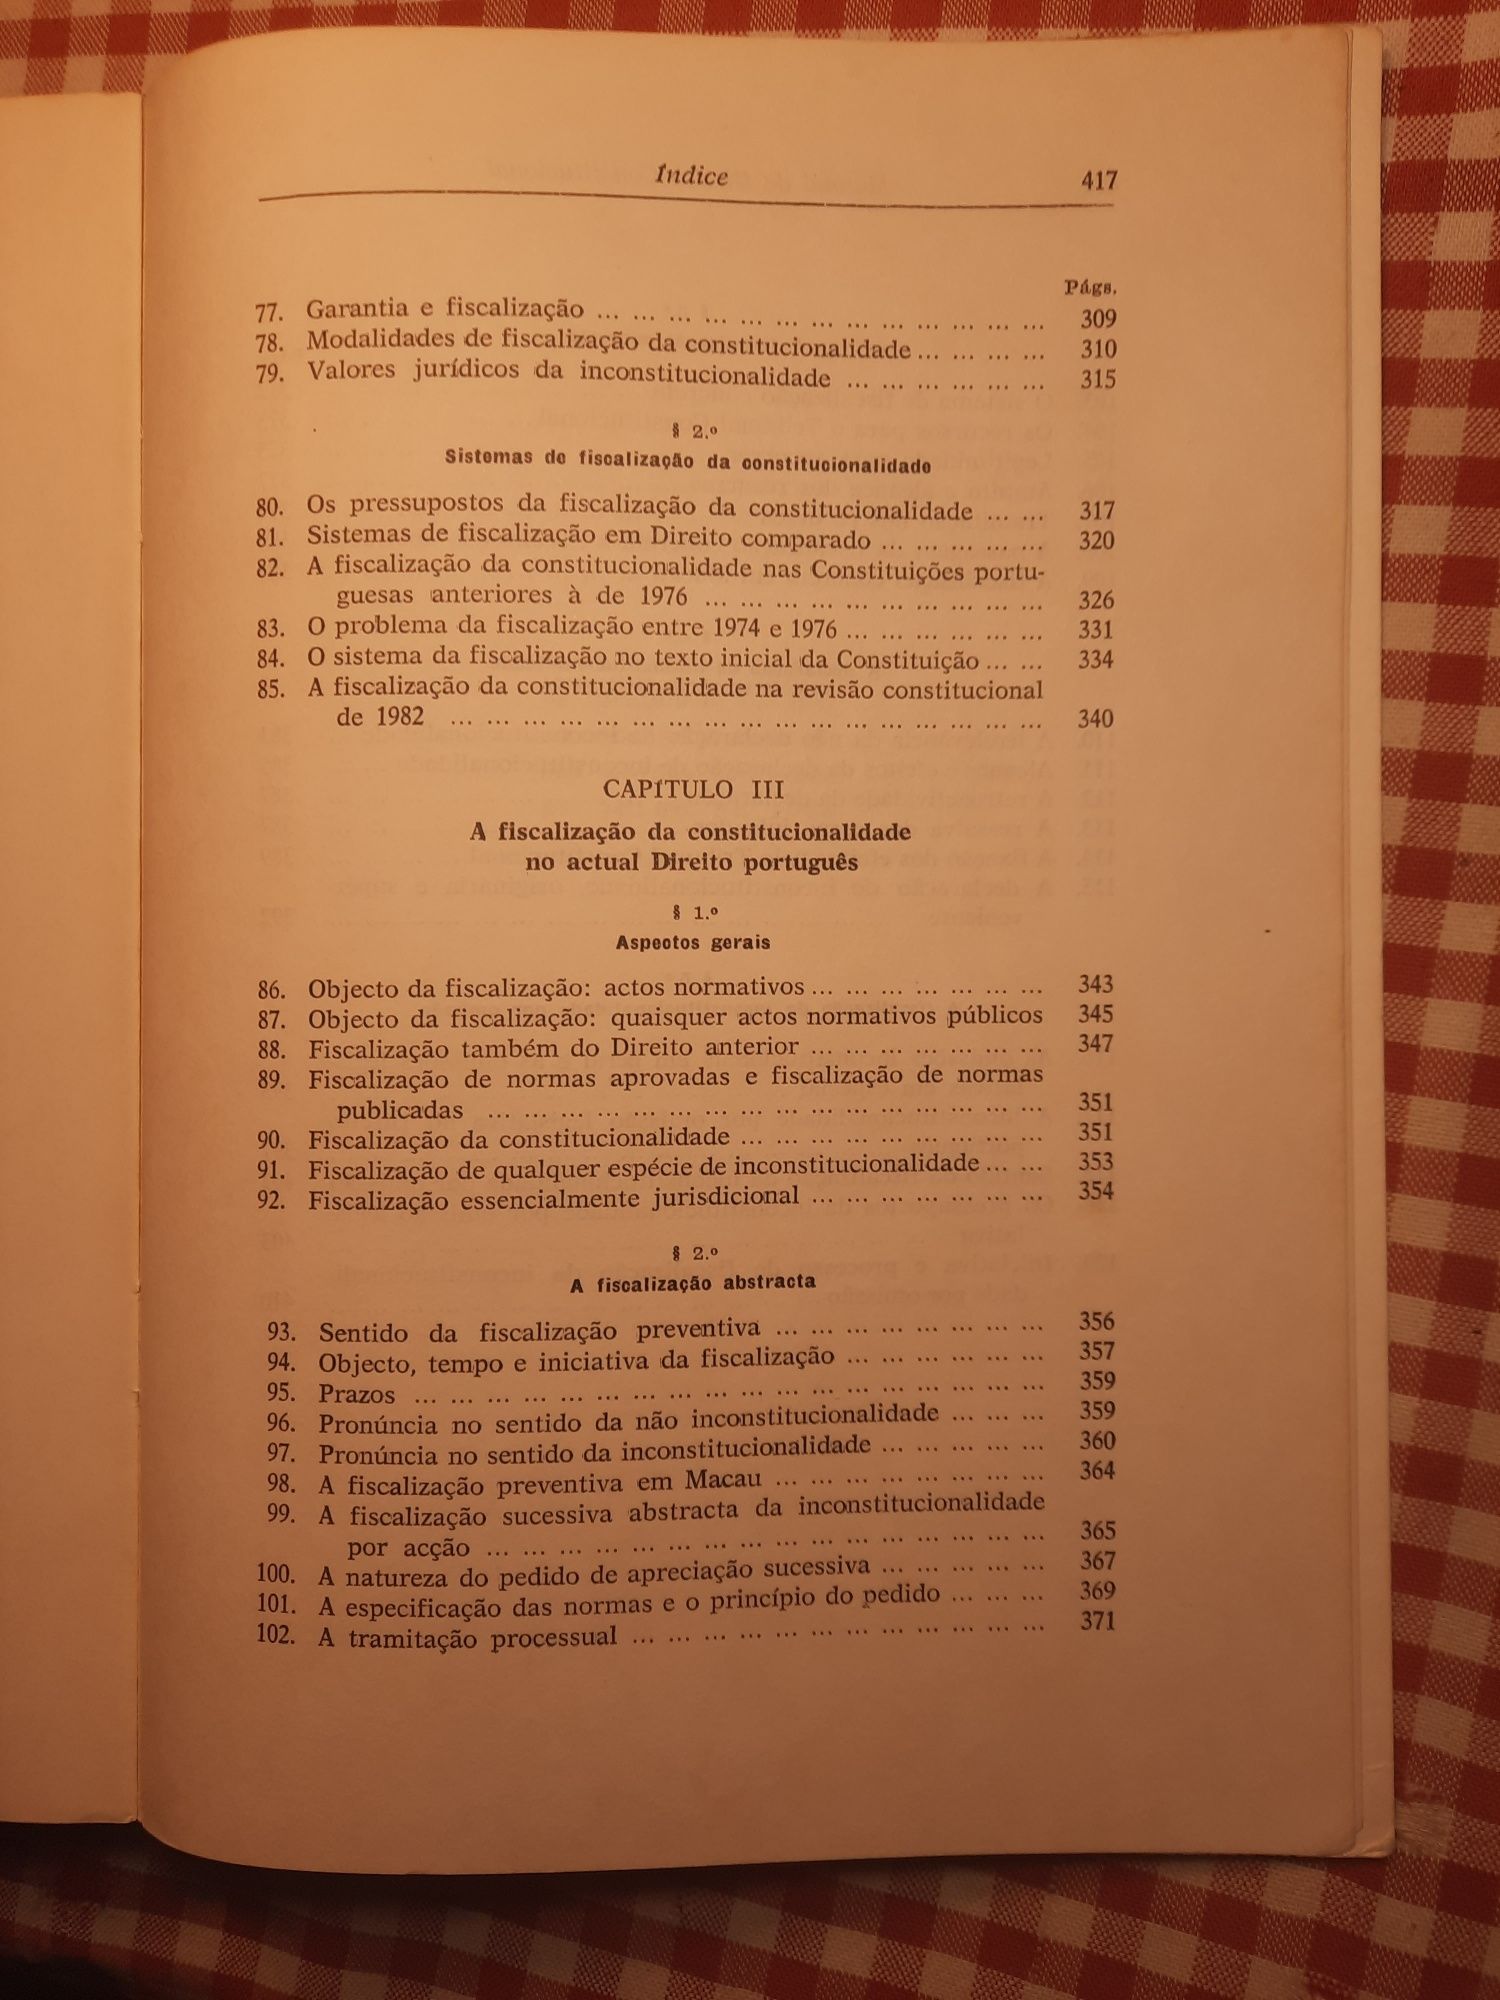 Índice 417
Págs.
77. Garantia e fiscalização ... ... ... ... ... ... ... ... ... ... ... ... ... 309
78. Modalidades de fiscalização da constitucionalidade ... ... ... ... 310
79. Valores jurídicos da inconstitucionalidade ... ... ... ... ... ... 315
§ 2.º
Sistemas de fiscalização da constitucionalidade
80. Os pressupostos da fiscalização da constitucionalidade ... ... 317
81. Sistemas de fiscalização em Direito comparado ... ... ... ... ... 320
82. A fiscalização da constitucionalidade nas Constituições portu-
guesas anteriores à de 1976 ... ... ... ... ... ... ... ... ... ... 326
83. O problema da fiscalização entre 1974 e 1976 ... ... ... ... ... ... 331
84. O sistema da fiscalização no texto inicial da Constituição ... ... 334
85. A fiscalização da constitucionalidade na revisão constitucional
de 1982 ... ... ... ... ... ... ... ... ... ... ... ... ... ... ... ... ... 340
CAPÍTULO III
A fiscalização da constitucionalidade
no actual Direito português
§ 1.º
Aspectos gerais
86. Objecto da fiscalização: actos normativos ... ... ... ... ... ... ... 343
87. Objecto da fiscalização: quaisquer actos normativos públicos 345
88. Fiscalização também do Direito anterior ... ... ... ... ... ... ... 347
89. Fiscalização de normas aprovadas e fiscalização de normas
publicadas ... ... ... ... ... ... ... ... ... ... ... ... ... ... ... ... 351
90. Fiscalização da constitucionalidade ... ... ... ... ... ... ... ... ... 351
91. Fiscalização de qualquer espécie de inconstitucionalidade ... ... 353
92. Fiscalização essencialmente jurisdicional ... ... ... ... ... ... ... 354
§ 2.º
A fiscalização abstracta
93. Sentido da fiscalização preventiva ... ... ... ... ... ... ... ... 356
94. Objecto, tempo e iniciativa da fiscalização ... ... ... ... ... ... 357
95. Prazos ... ... ... ... ... ... ... ... ... ... ... ... ... ... ... ... ... ... 359
96. Pronúncia no sentido da não inconstitucionalidade ... ... ... 359
97. Pronúncia no sentido da inconstitucionalidade ... ... ... ... ... 360
98. A fiscalização preventiva em Macau ... ... ... ... ... ... ... ... 364
99. A fiscalização sucessiva abstracta da inconstitucionalidade
por acção ... ... ... ... ... ... ... ... ... ... ... ... ... ... ... ... 365
100. A natureza do pedido de apreciação sucessiva ... ... ... ... ... 367
101. A especificação das normas e o princípio do pedido ... ... ... 369
102. A tramitação processual ... ... ... ... ... ... ... ... ... ... ... ... 371